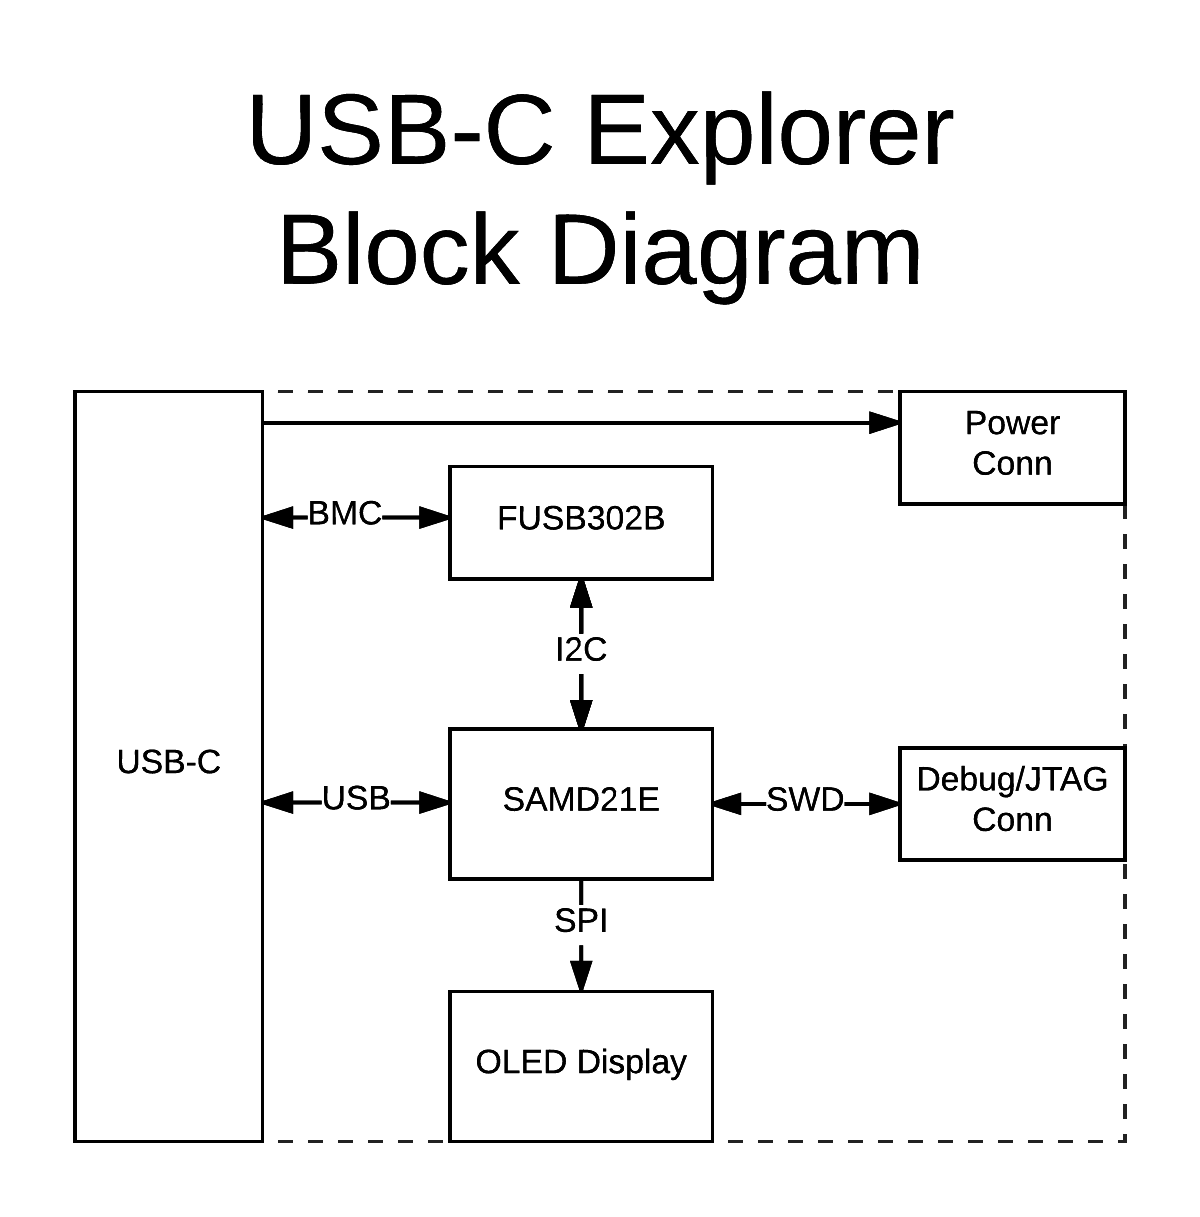 USB-C Explorer
Block Diagram
Power
Conn
BMC
FUSB302B
I2C
USB-C
USB
SAMD21E
SWD
Debug/JTAG
Conn
SPI
OLED Display